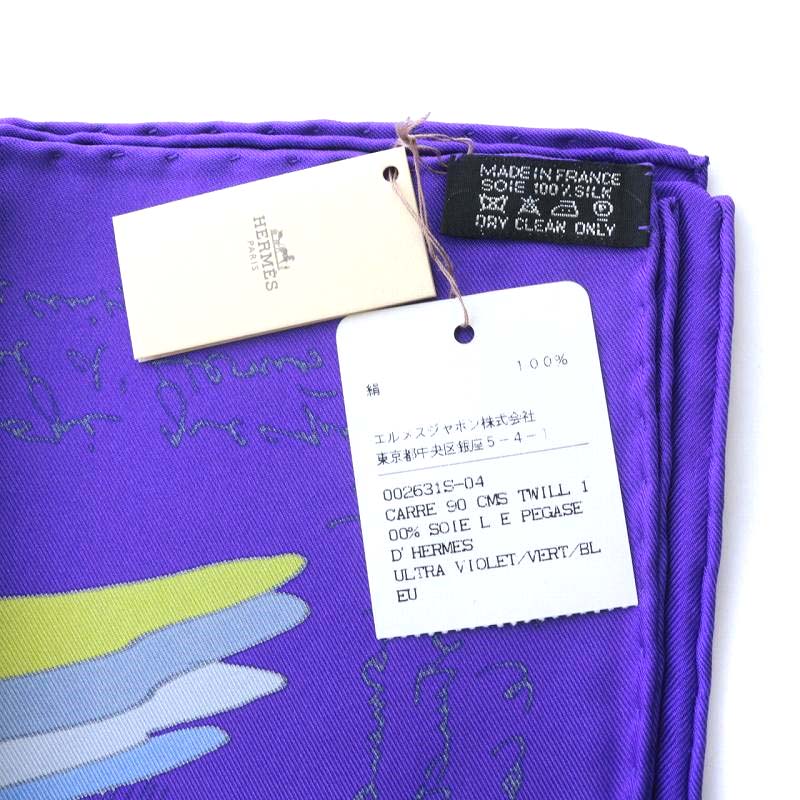 HERMES
PARIS
MADE IN FRANCE
SOIE 100% SILK
DRY CLEAN ONLY
絹 100%
エルメスジャポン株式会社
東京都中央区銀座5-4-1
002631S-04
CARRE 90 CMS TWILL 1
00% SOIE L E PEGASE
D'HERMES
ULTRA VIOLET/VERT/BL
EU